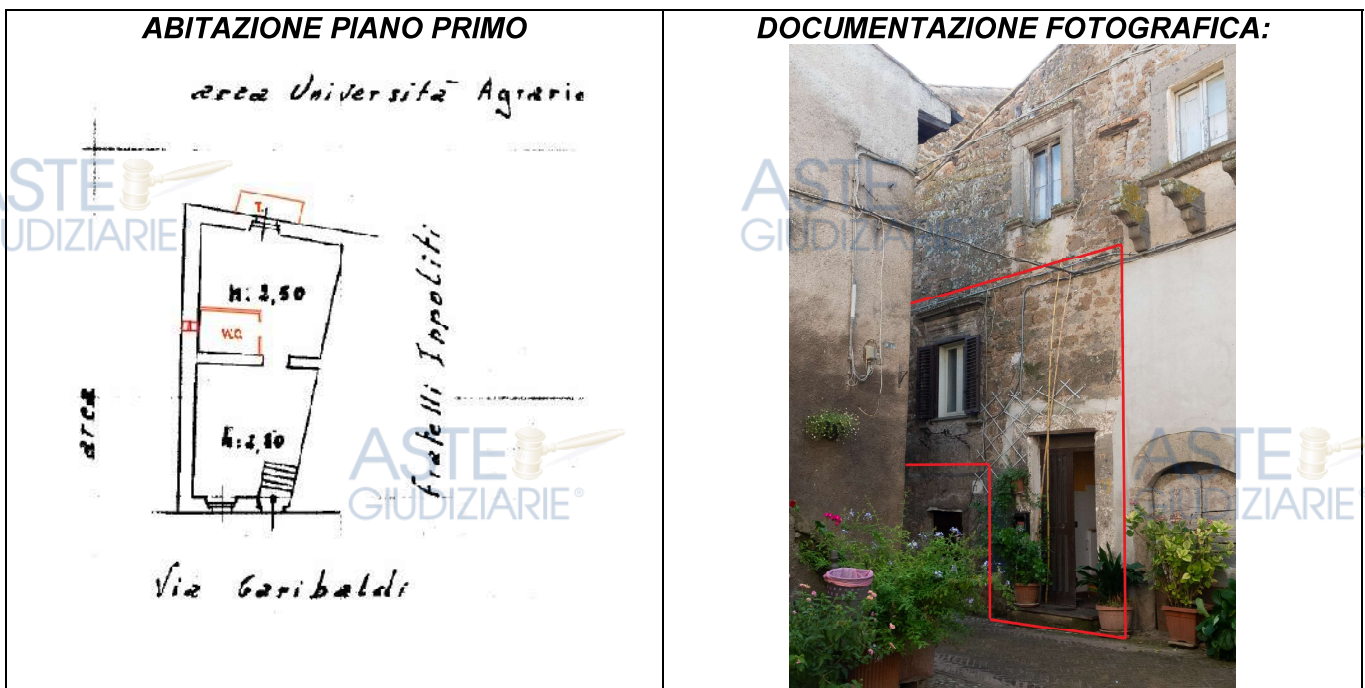 ABITAZIONE PIANO PRIMO
area Università Agraria
T.
h: 2,50
W.C.
area
fratelli Inpoliti
Via Garibaldi
DOCUMENTAZIONE FOTOGRAFICA:
ASTE
GIUDIZIARIE
ASTE
GIUDIZIARIE®
ASTE
GIUDIZIARIE
ASTE
GIUDIZIARIE